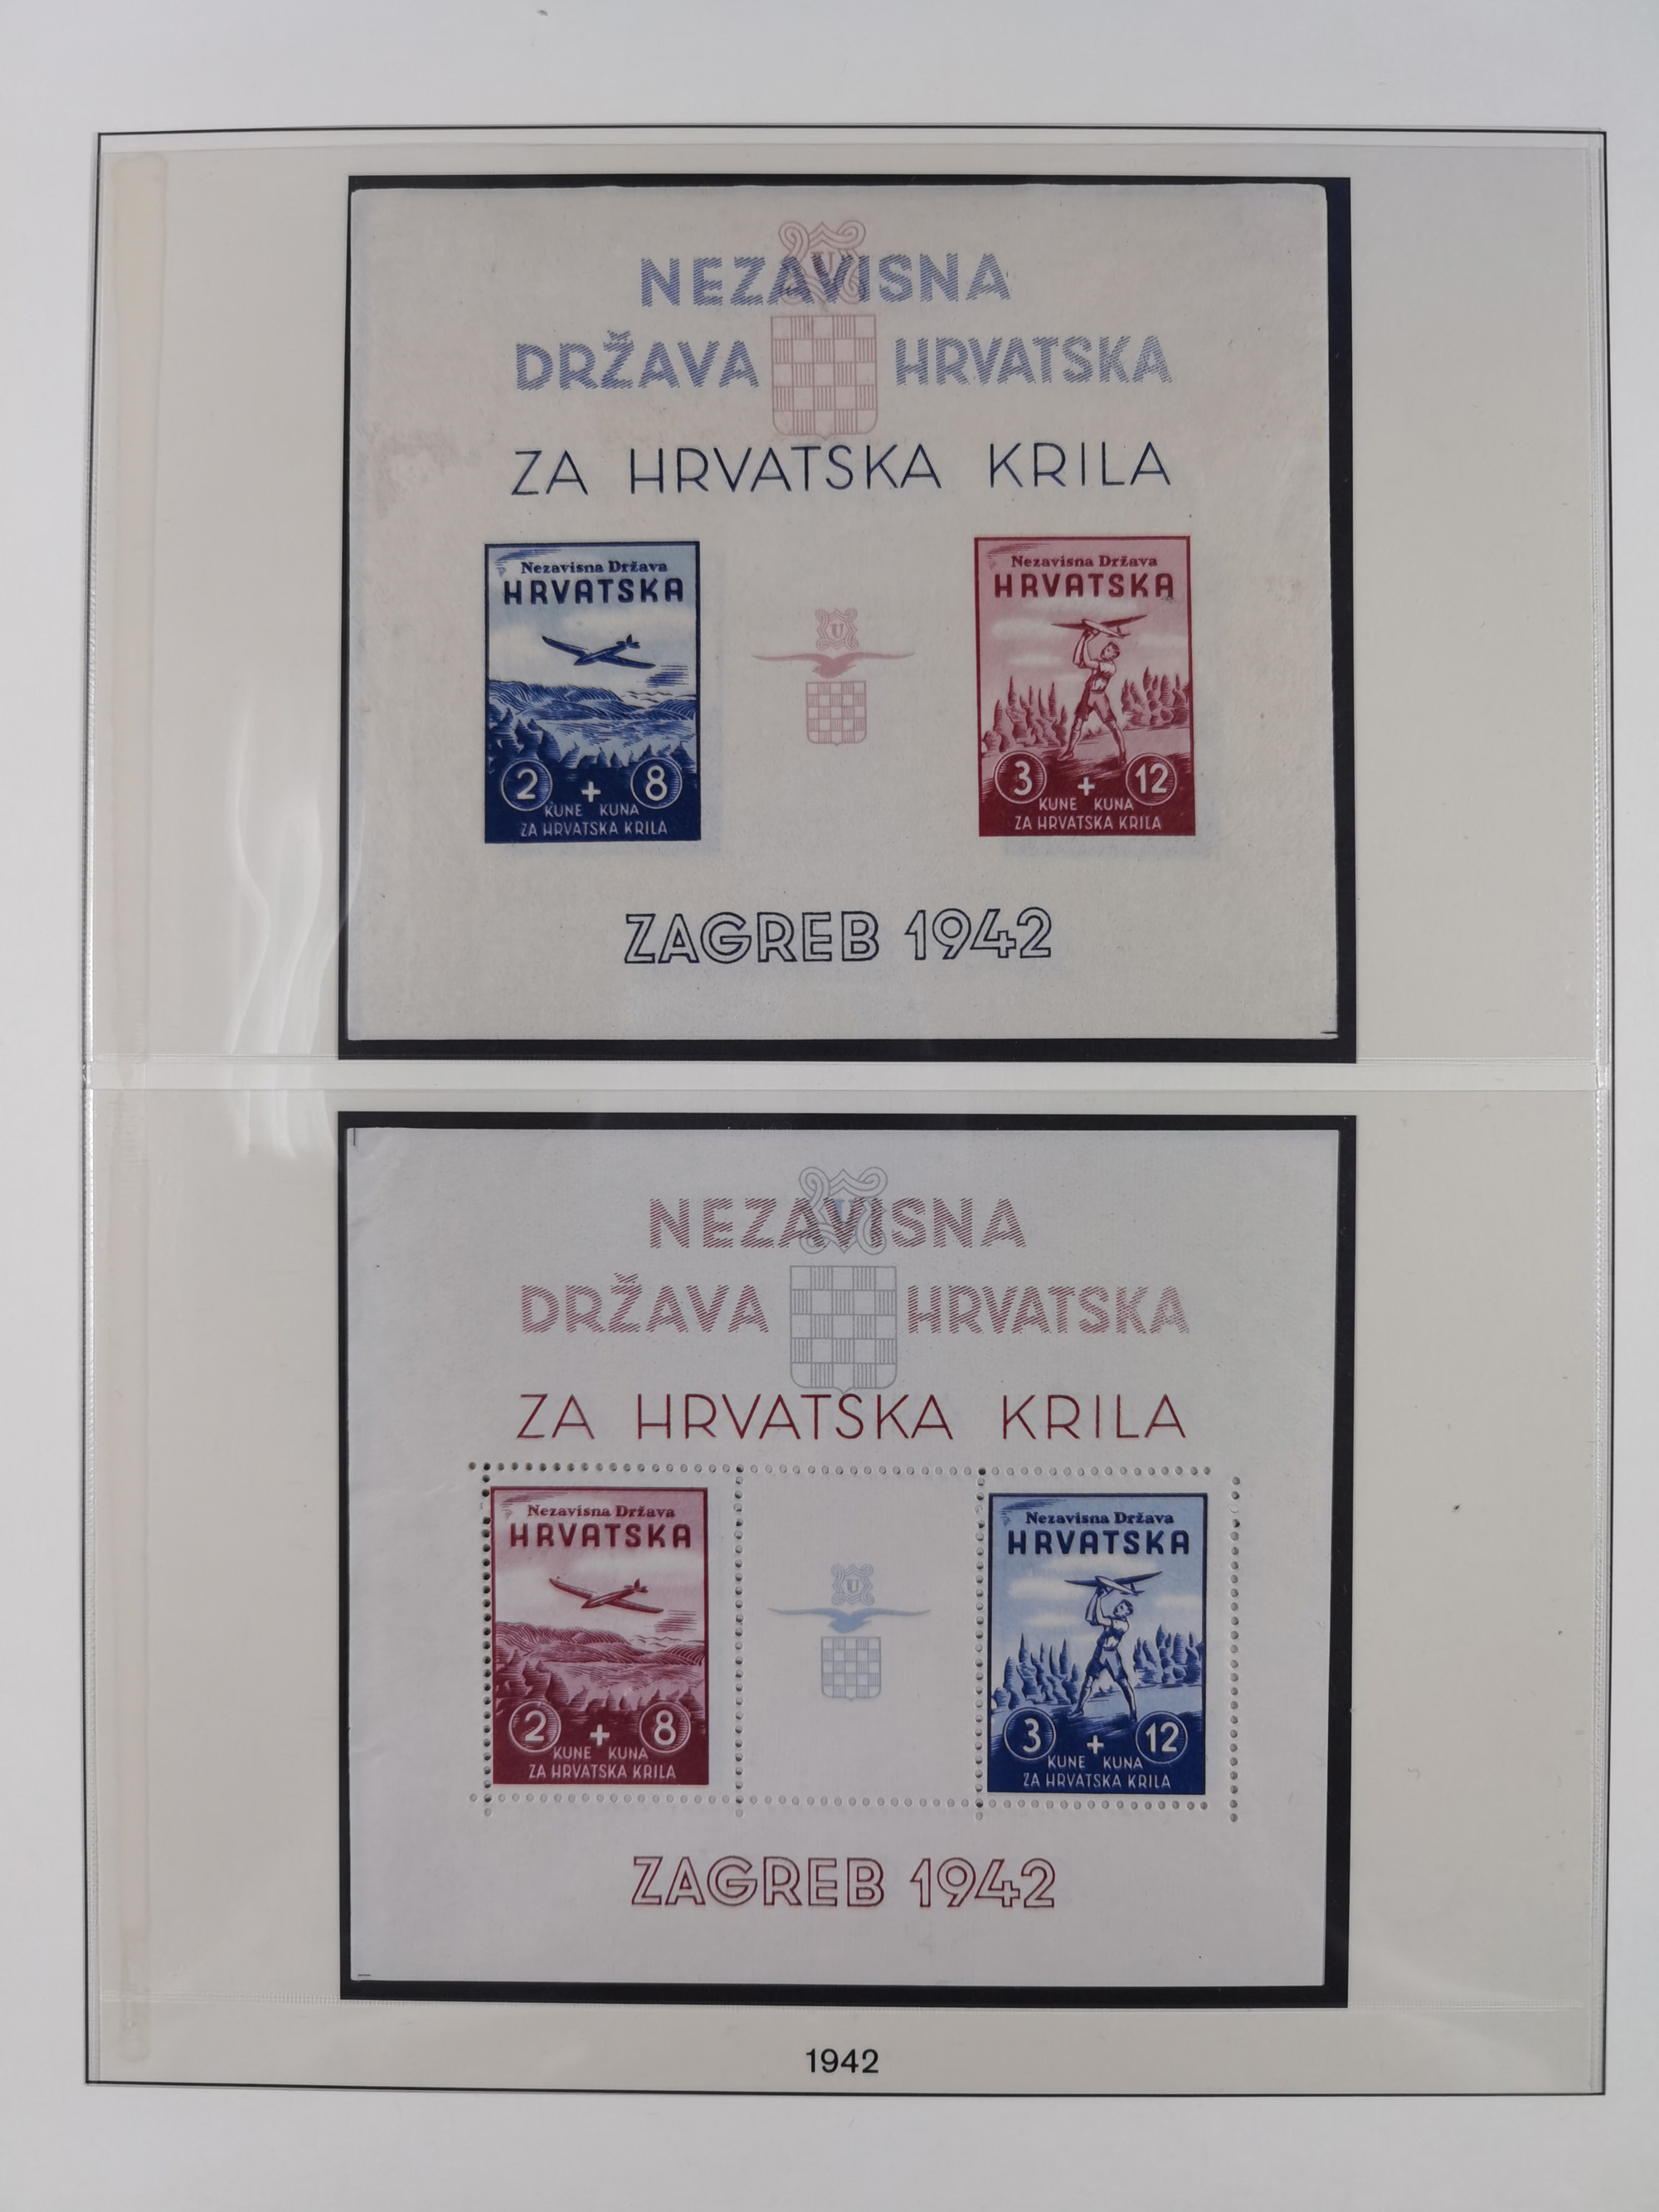 U
NEZAVISNA
DRŽAVA HRVATSKA
ZA HRVATSKA KRILA
Nezavisna Država
HRVATSKA
2 + 8
KUNE KUNA
ZA HRVATSKA KRILA
U
Nezavisna Država
HRVATSKA
3 + 12
KUNE KUNA
ZA HRVATSKA KRILA
ZAGREB 1942
U
NEZAVISNA
DRŽAVA HRVATSKA
ZA HRVATSKA KRILA
Nezavisna Država
HRVATSKA
2 + 8
KUNE KUNA
ZA HRVATSKA KRILA
U
Nezavisna Država
HRVATSKA
3 + 12
KUNE KUNA
ZA HRVATSKA KRILA
ZAGREB 1942
1942